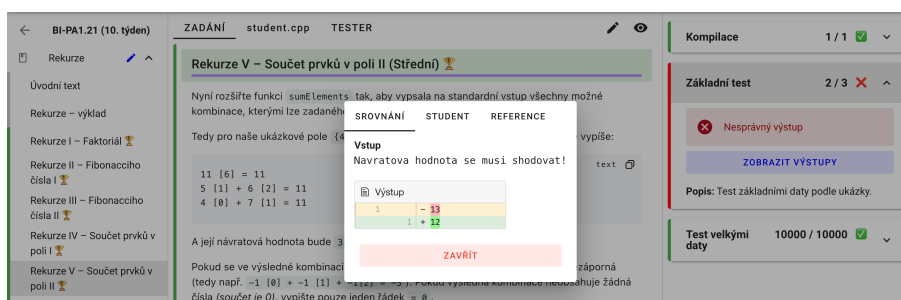 BI-PA1.21 (10. týden)
Rekurze
Úvodní text
Rekurze – výklad
Rekurze I – Faktoriál
Rekurze II – Fibonacciho
čísla I
Rekurze III – Fibonacciho
čísla II
Rekurze IV – Součet prvků v
poli I
Rekurze V – Součet prvků v
poli II
ZADÁNÍ student.cpp TESTER
Rekurze V – Součet prvků v poli II (Střední)
Nyní rozšiřte funkci sumElements tak, aby vypsala na standardní vstup všechny možné
kombinace, kterými lze zadaného
Tedy pro naše ukázkové pole {4 vypíše:
text
11 [6] = 11
5 [1] + 6 [2] = 11
4 [0] + 7 [1] = 11
A její návratová hodnota bude 3
Pokud se ve výsledné kombinaci záporná
(tedy např. -1 [0] + -1 [1] + -1[2] = -3 ). Pokud výsledná kombinace neobsahuje žádná
čísla (součet je 0), vypište pouze jeden řádek = 0 .
SROVNÁNÍ STUDENT REFERENCE
Vstup
Navratova hodnota se musi shodovat!
Výstup
1 - 13
1 + 12
ZAVŘÍT
Kompilace 1 / 1
Základní test 2 / 3
Nesprávný výstup
ZOBRAZIT VÝSTUPY
Popis: Test základními daty podle ukázky.
Test velkými 10000 / 10000
daty